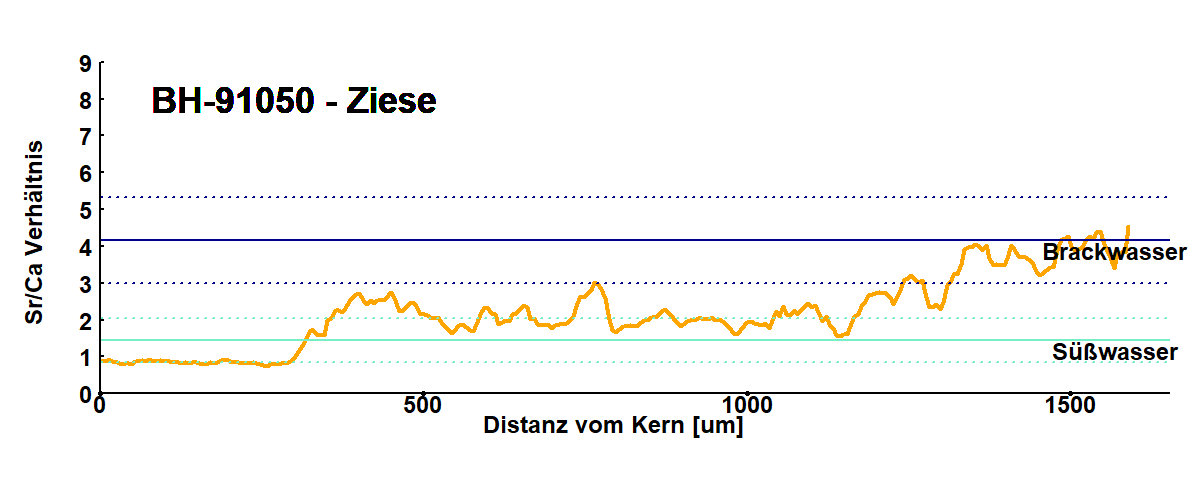 BH-91050 - Ziese
9
8
7
6
5
4
3
2
1
0
Sr/Ca Verhältnis
Brackwasser
Süßwasser
0 500 1000 1500
Distanz vom Kern [um]